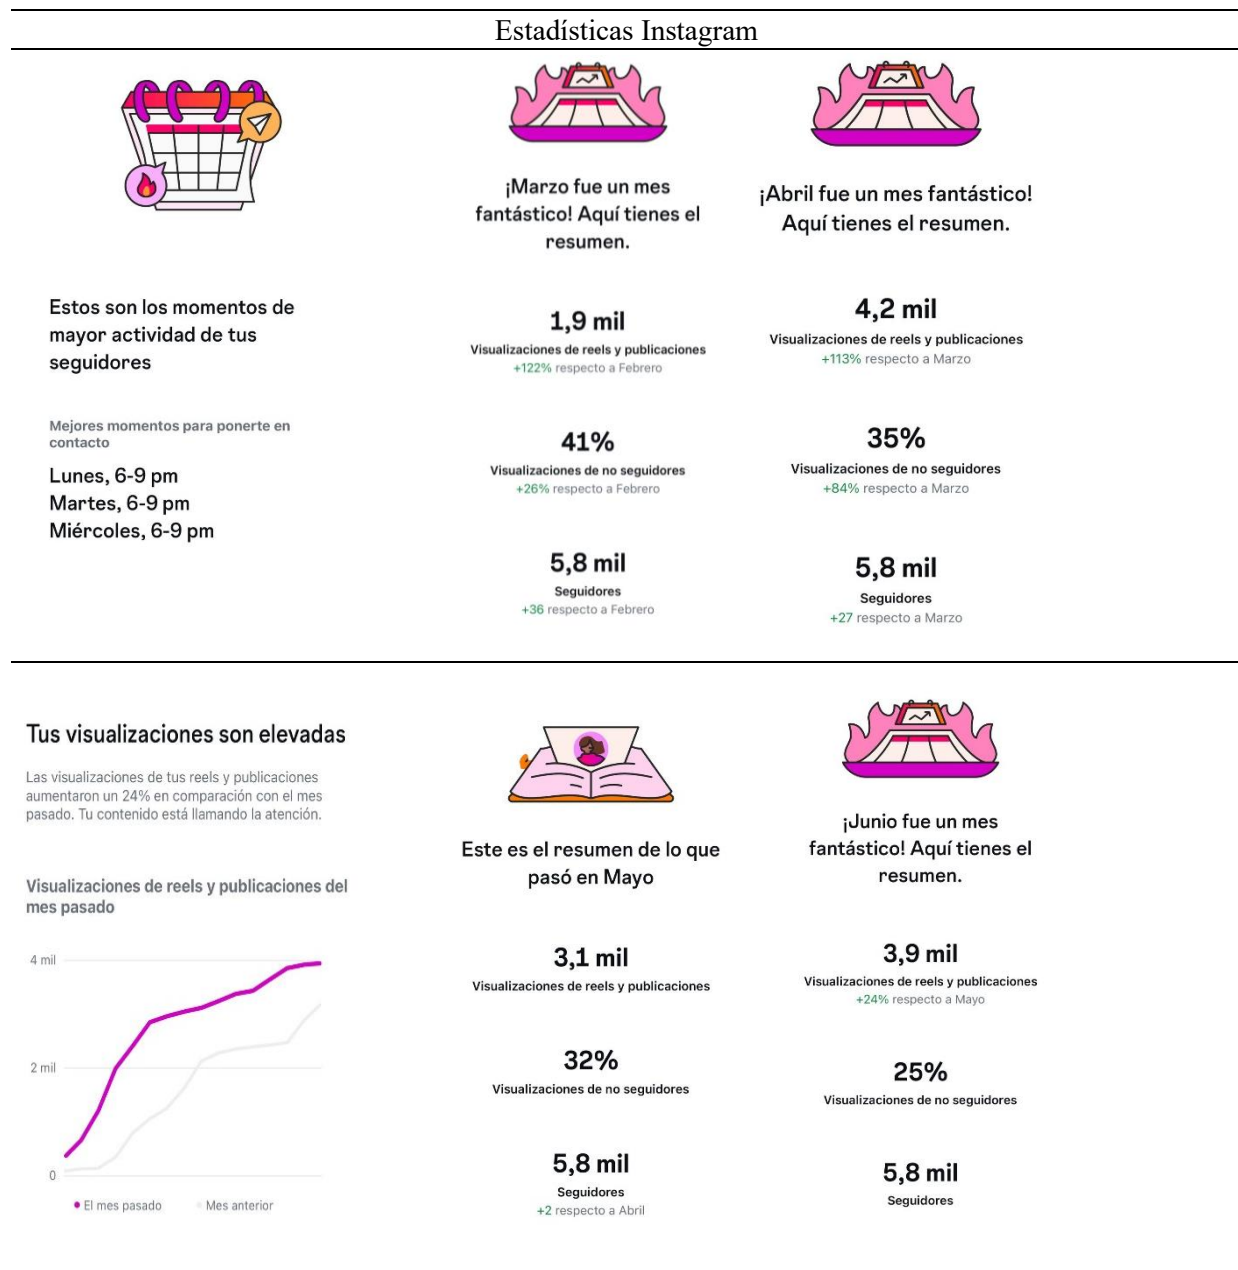 Estadísticas Instagram
Estos son los momentos de
mayor actividad de tus
seguidores
Mejores momentos para ponerte en
contacto
Lunes, 6-9 pm
Martes, 6-9 pm
Miércoles, 6-9 pm
¡Marzo fue un mes
fantástico! Aquí tienes el
resumen.
1,9 mil
Visualizaciones de reels y publicaciones
+122% respecto a Febrero
41%
Visualizaciones de no seguidores
+26% respecto a Febrero
5,8 mil
Seguidores
+36 respecto a Febrero
¡Abril fue un mes fantástico!
Aquí tienes el resumen.
4,2 mil
Visualizaciones de reels y publicaciones
+113% respecto a Marzo
35%
Visualizaciones de no seguidores
+84% respecto a Marzo
5,8 mil
Seguidores
+27 respecto a Marzo
Tus visualizaciones son elevadas
Las visualizaciones de tus reels y publicaciones
aumentaron un 24% en comparación con el mes
pasado. Tu contenido está llamando la atención.
Visualizaciones de reels y publicaciones del
mes pasado
4 mil
2 mil
0
El mes pasado
Mes anterior
Este es el resumen de lo que
pasó en Mayo
3,1 mil
Visualizaciones de reels y publicaciones
32%
Visualizaciones de no seguidores
5,8 mil
Seguidores
+2 respecto a Abril
¡Junio fue un mes
fantástico! Aquí tienes el
resumen.
3,9 mil
Visualizaciones de reels y publicaciones
+24% respecto a Mayo
25%
Visualizaciones de no seguidores
5,8 mil
Seguidores